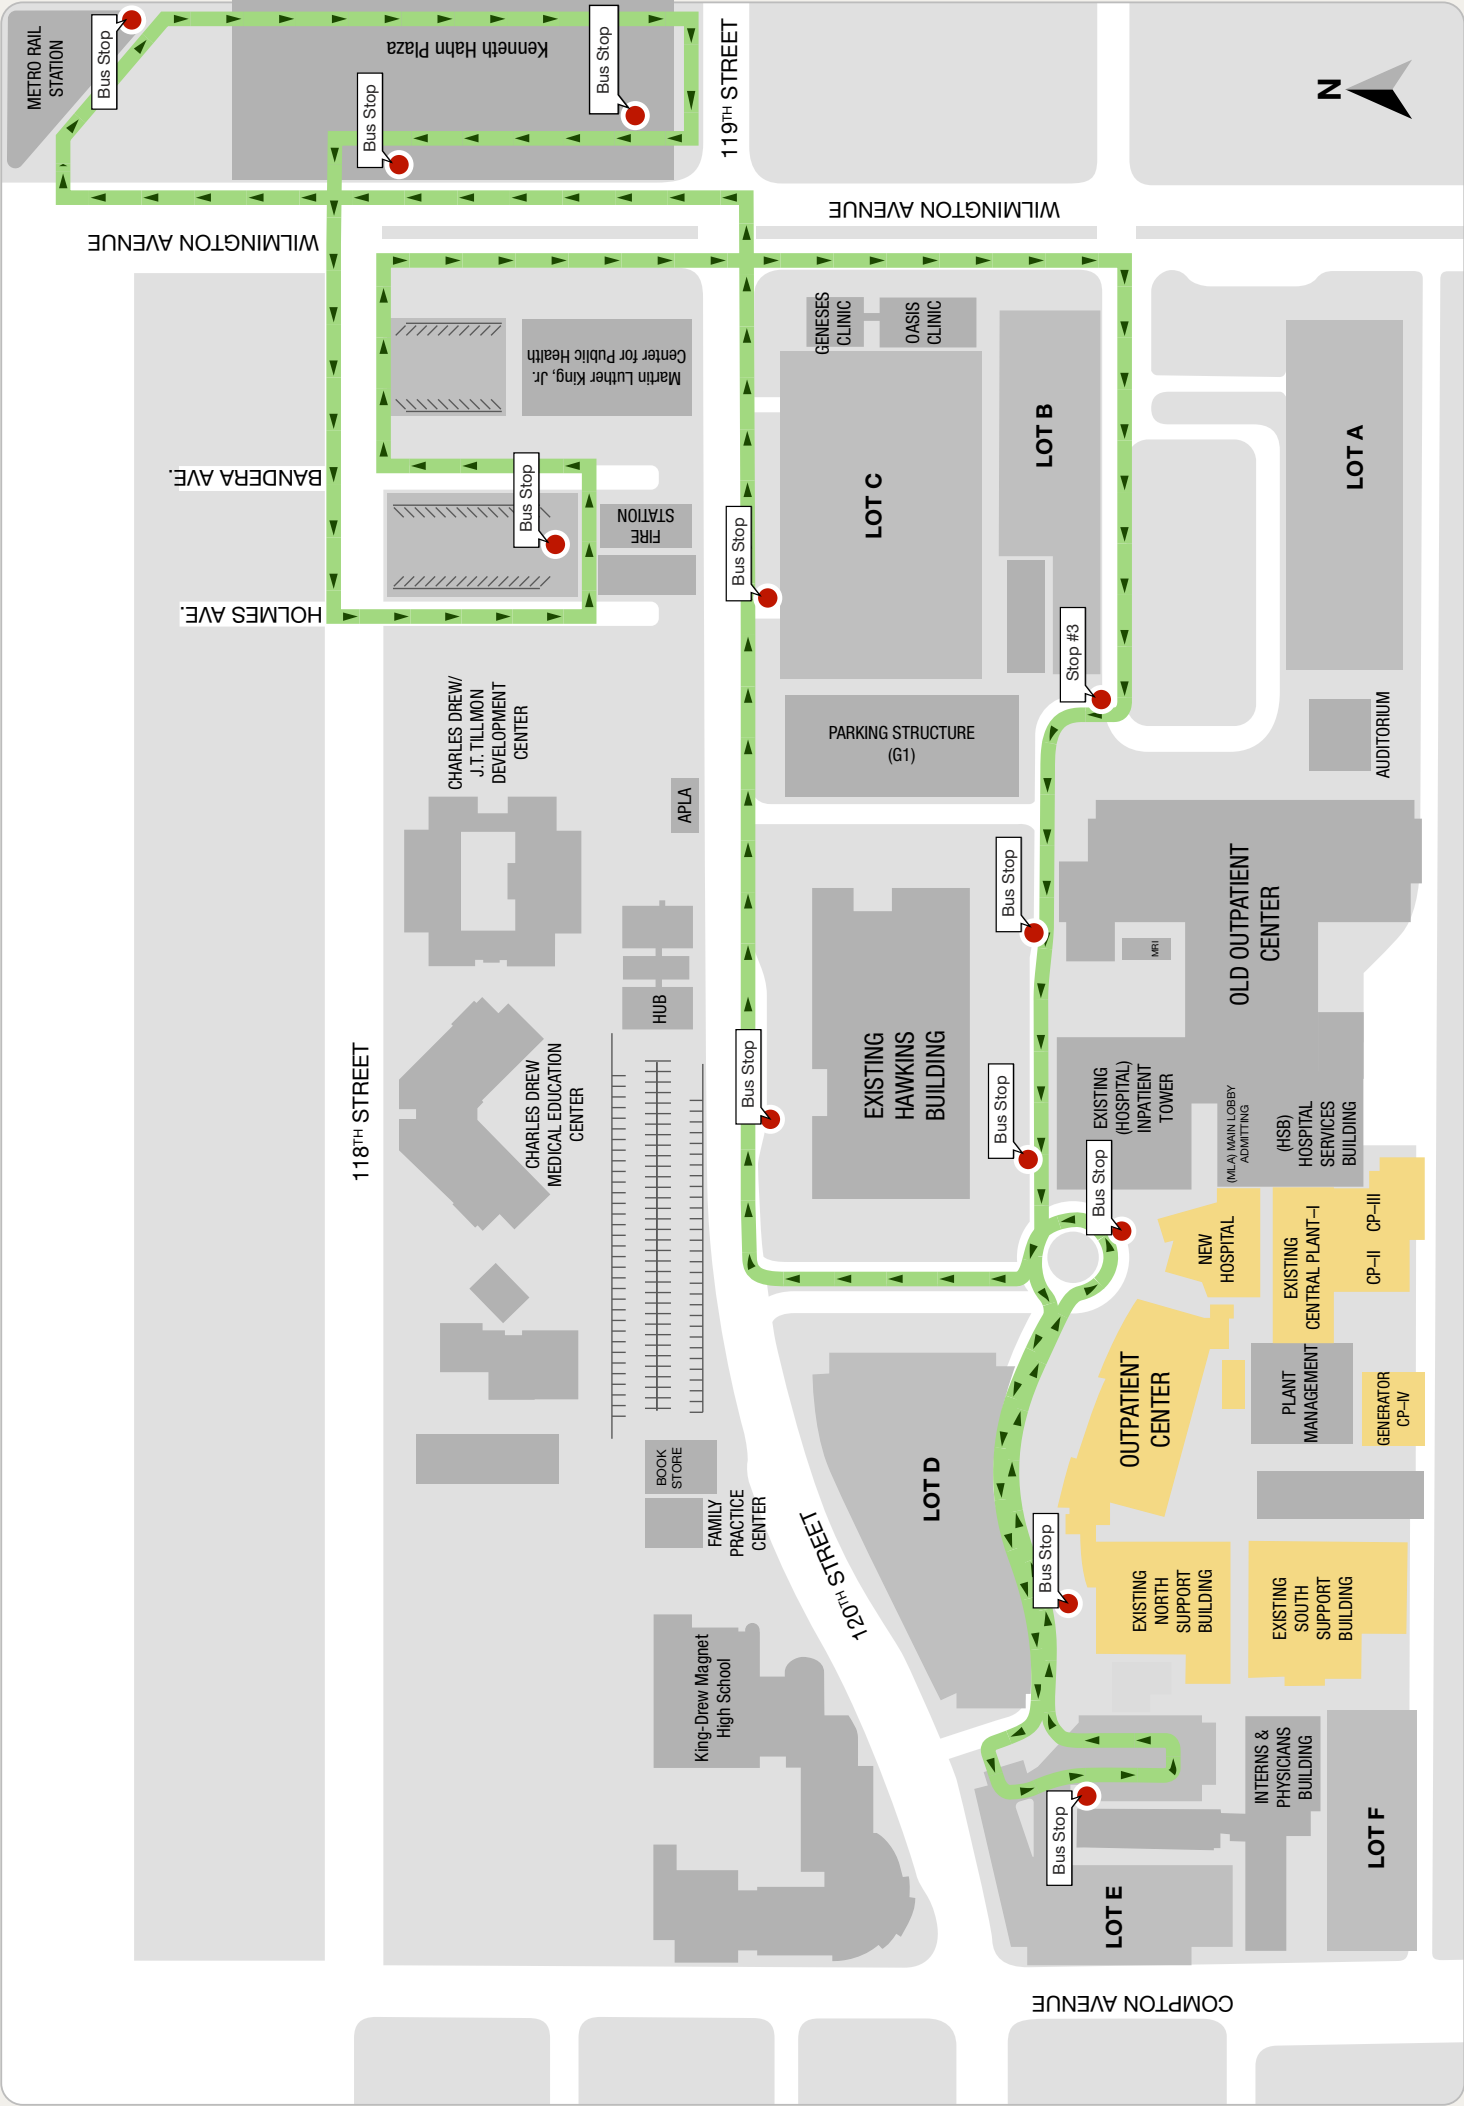 METRO RAIL
STATION
Bus Stop
Kenneth Hahn Plaza
Bus Stop
Bus Stop
119TH STREET
N
WILMINGTON AVENUE
WILMINGTON AVENUE
GENESES
CLINIC
OASIS
CLINIC
Martin Luther King, Jr.
Center for Public Health
LOT B
LOT A
LOT C
BANDERA AVE.
Bus Stop
FIRE
STATION
Bus Stop
HOLMES AVE.
Stop #3
CHARLES DREW/
J.T. TILLMON
DEVELOPMENT
CENTER
PARKING STRUCTURE
(G1)
AUDITORIUM
APLA
Bus Stop
OLD OUTPATIENT
CENTER
MRI
HUB
118TH STREET
CHARLES DREW
MEDICAL EDUCATION
CENTER
Bus Stop
EXISTING
HAWKINS
BUILDING
Bus Stop
EXISTING
(HOSPITAL)
INPATIENT
TOWER
(MLA) MAIN LOBBY
ADMITTING
(HSB)
HOSPITAL
SERVICES
BUILDING
Bus Stop
NEW
HOSPITAL
EXISTING
CENTRAL PLANT–I
CP–II
CP–III
OUTPATIENT
CENTER
PLANT
MANAGEMENT
GENERATOR
CP–IV
BOOK
STORE
FAMILY
PRACTICE
CENTER
LOT D
120TH STREET
Bus Stop
EXISTING
NORTH
SUPPORT
BUILDING
EXISTING
SOUTH
SUPPORT
BUILDING
King-Drew Magnet
High School
Bus Stop
INTERNS &
PHYSICIANS
BUILDING
LOT E
LOT F
COMPTON AVENUE